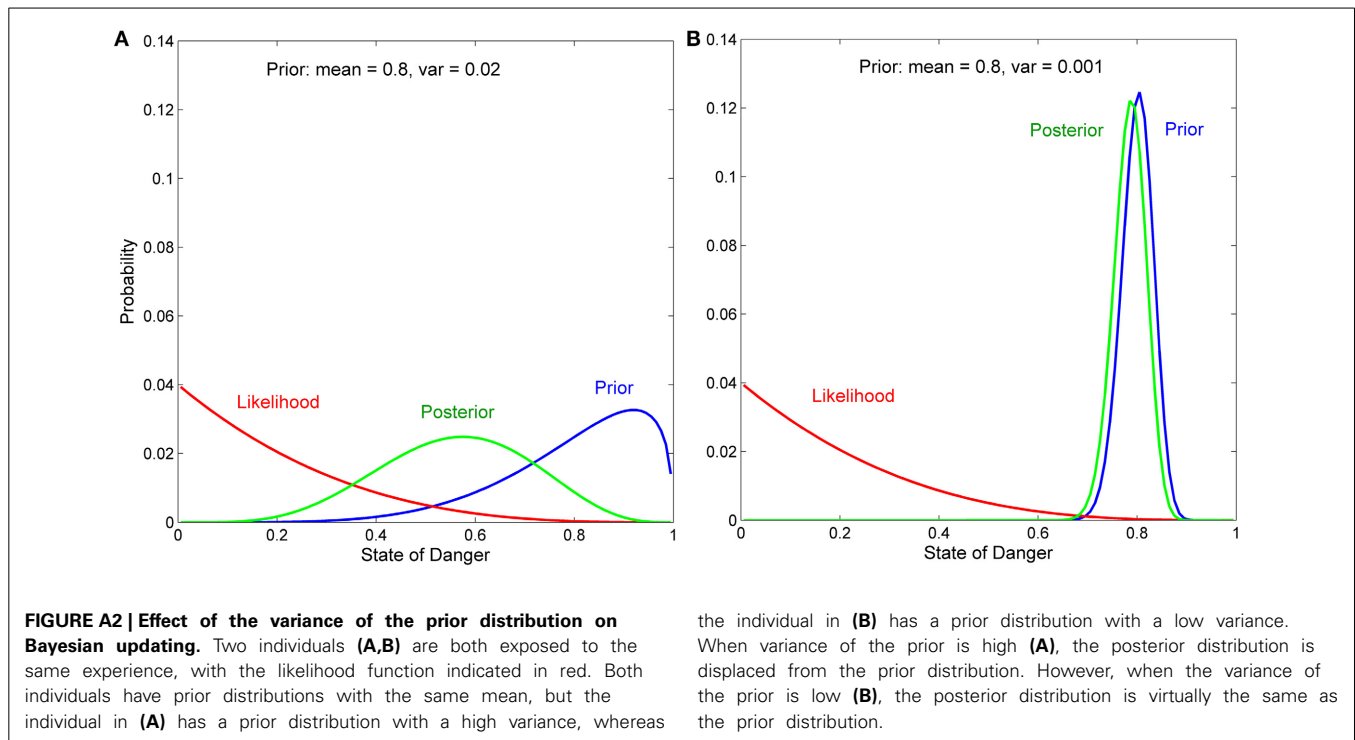 A
0.14
0.12
0.1
0.08
0.06
0.04
0.02
0
Probability
Prior: mean = 0.8, var = 0.02
Likelihood
Posterior
Prior
0 0.2 0.4 0.6 0.8 1
State of Danger
B
0.14
0.12
0.1
0.08
0.06
0.04
0.02
0
Prior: mean = 0.8, var = 0.001
Posterior
Prior
Likelihood
0 0.2 0.4 0.6 0.8 1
State of Danger
FIGURE A2 | Effect of the variance of the prior distribution on
Bayesian updating. Two individuals (A,B) are both exposed to the
same experience, with the likelihood function indicated in red. Both
individuals have prior distributions with the same mean, but the
individual in (A) has a prior distribution with a high variance, whereas
the individual in (B) has a prior distribution with a low variance.
When variance of the prior is high (A), the posterior distribution is
displaced from the prior distribution. However, when the variance of
the prior is low (B), the posterior distribution is virtually the same as
the prior distribution.